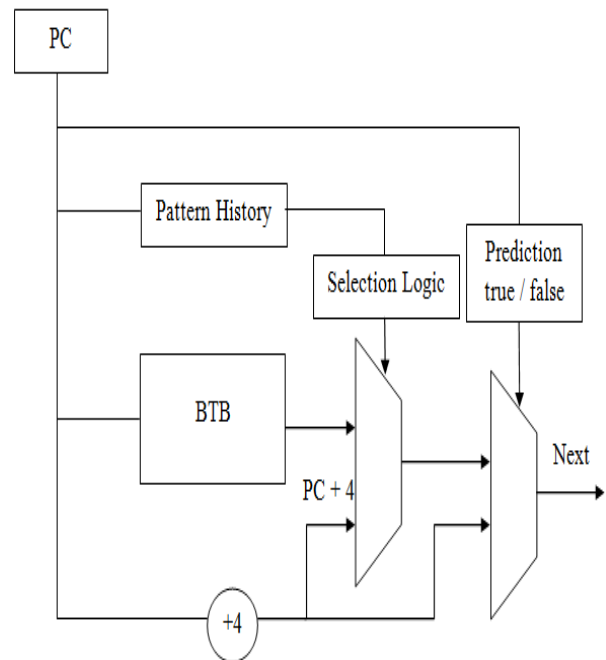 PC
Pattern History
Selection Logic
Prediction
true / false
BTB
PC + 4
Next
+4